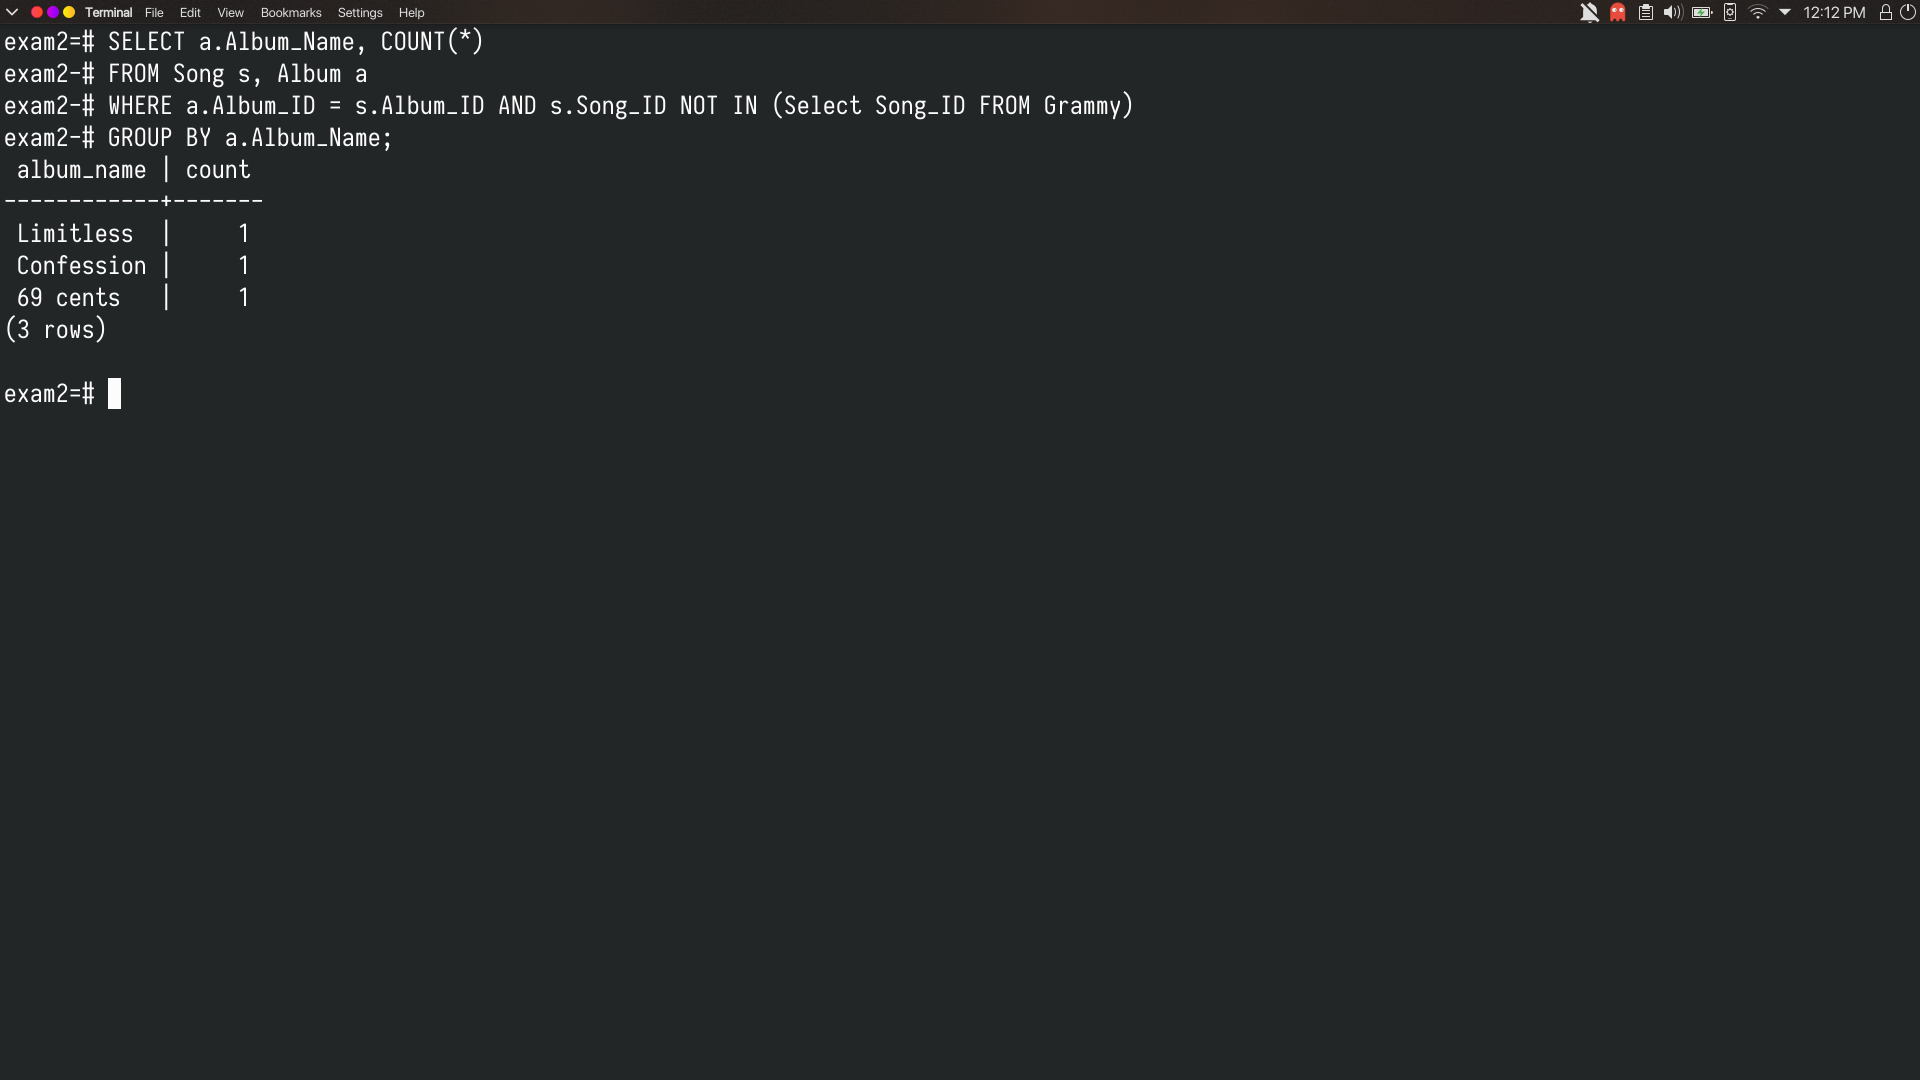 Terminal File Edit View Bookmarks Settings Help 12:12 PM
exam2=# SELECT a.Album_Name, COUNT(*)
exam2-# FROM Song s, Album a
exam2-# WHERE a.Album_ID = s.Album_ID AND s.Song_ID NOT IN (Select Song_ID FROM Grammy)
exam2-# GROUP BY a.Album_Name;
 album_name | count
------------+-------
 Limitless  |     1
 Confession |     1
 69 cents   |     1
(3 rows)
exam2=#